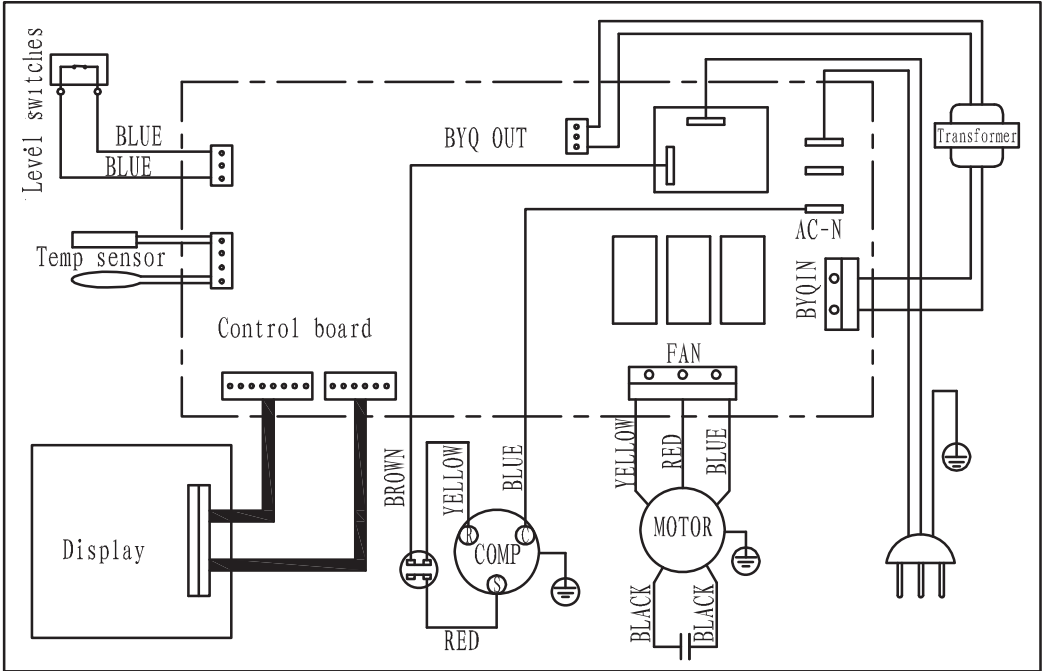 Level switches
BLUE
BLUE
Temp sensor
Control board
BYQ OUT
Transformer
AC-N
BYQIN
FAN
YELLOW
RED
BLUE
BROWN
YELLOW
BLUE
R
C
COMP
S
RED
MOTOR
BLACK
BLACK
Display